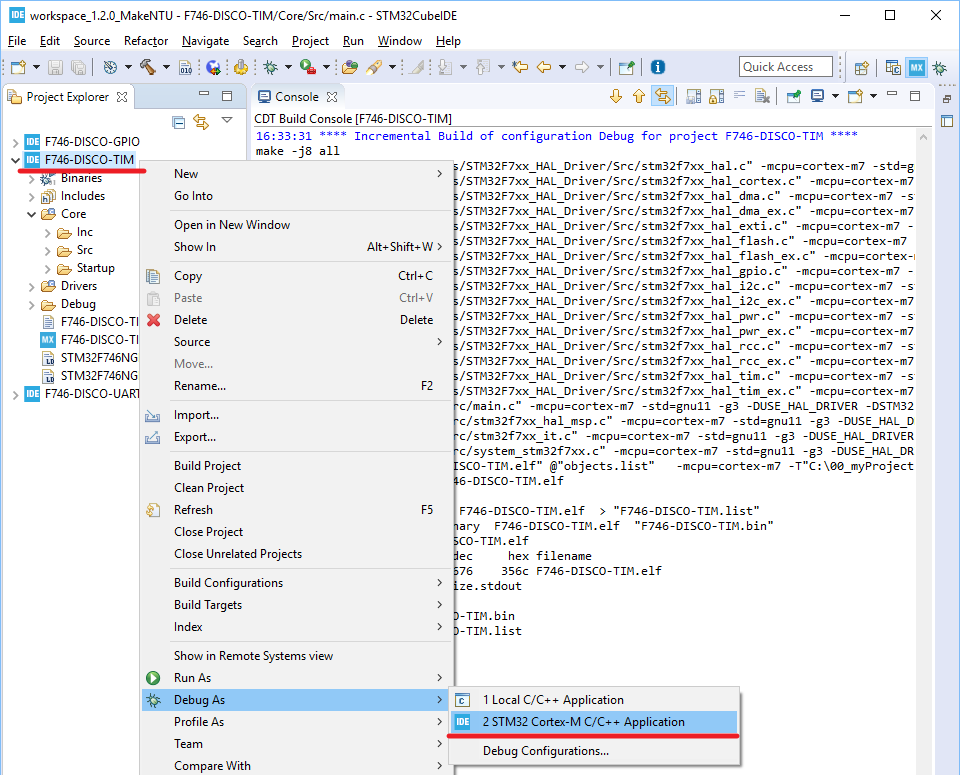 IDE workspace_1.2.0_MakeNTU - F746-DISCO-TIM/Core/Src/main.c - STM32CubeIDE
File Edit Source Refactor Navigate Search Project Run Window Help
010
Quick Access
MX
Project Explorer
Console
CDT Build Console [F746-DISCO-TIM]
16:33:31 **** Incremental Build of configuration Debug for project F746-DISCO-TIM ****
make -j8 all
IDE F746-DISCO-GPIO
IDE F746-DISCO-TIM
Binaries
Includes
Core
Inc
Src
Startup
Drivers
Debug
F746-DISCO-TI
MX F746-DISCO-TI
STM32F746NG
STM32F746NG
IDE F746-DISCO-UART
New
Go Into
Open in New Window
Show In Alt+Shift+W
Copy Ctrl+C
Paste Ctrl+V
Delete Delete
Source
Move...
Rename... F2
Import...
Export...
Build Project
Clean Project
Refresh F5
Close Project
Close Unrelated Projects
Build Configurations
Build Targets
Index
Show in Remote Systems view
Run As
Debug As
Profile As
Team
Compare With
s/STM32F7xx_HAL_Driver/Src/stm32f7xx_hal.c" -mcpu=cortex-m7 -std=g
s/STM32F7xx_HAL_Driver/Src/stm32f7xx_hal_cortex.c" -mcpu=cortex-m7
s/STM32F7xx_HAL_Driver/Src/stm32f7xx_hal_dma.c" -mcpu=cortex-m7 -s
s/STM32F7xx_HAL_Driver/Src/stm32f7xx_hal_dma_ex.c" -mcpu=cortex-m7
s/STM32F7xx_HAL_Driver/Src/stm32f7xx_hal_exti.c" -mcpu=cortex-m7 -
s/STM32F7xx_HAL_Driver/Src/stm32f7xx_hal_flash.c" -mcpu=cortex-m7
s/STM32F7xx_HAL_Driver/Src/stm32f7xx_hal_flash_ex.c" -mcpu=cortex-
s/STM32F7xx_HAL_Driver/Src/stm32f7xx_hal_gpio.c" -mcpu=cortex-m7 -
s/STM32F7xx_HAL_Driver/Src/stm32f7xx_hal_i2c.c" -mcpu=cortex-m7 -s
s/STM32F7xx_HAL_Driver/Src/stm32f7xx_hal_i2c_ex.c" -mcpu=cortex-m7
s/STM32F7xx_HAL_Driver/Src/stm32f7xx_hal_pwr.c" -mcpu=cortex-m7 -s
s/STM32F7xx_HAL_Driver/Src/stm32f7xx_hal_pwr_ex.c" -mcpu=cortex-m7
s/STM32F7xx_HAL_Driver/Src/stm32f7xx_hal_rcc.c" -mcpu=cortex-m7 -s
s/STM32F7xx_HAL_Driver/Src/stm32f7xx_hal_rcc_ex.c" -mcpu=cortex-m7
s/STM32F7xx_HAL_Driver/Src/stm32f7xx_hal_tim.c" -mcpu=cortex-m7 -s
s/STM32F7xx_HAL_Driver/Src/stm32f7xx_hal_tim_ex.c" -mcpu=cortex-m7
rc/main.c" -mcpu=cortex-m7 -std=gnu11 -g3 -DUSE_HAL_DRIVER -DSTM32
rc/stm32f7xx_hal_msp.c" -mcpu=cortex-m7 -std=gnu11 -g3 -DUSE_HAL_D
rc/stm32f7xx_it.c" -mcpu=cortex-m7 -std=gnu11 -g3 -DUSE_HAL_DRIVER
rc/system_stm32f7xx.c" -mcpu=cortex-m7 -std=gnu11 -g3 -DUSE_HAL_DR
ISCO-TIM.elf" @"objects.list" -mcpu=cortex-m7 -T"C:\00_myProject
46-DISCO-TIM.elf
F746-DISCO-TIM.elf > "F746-DISCO-TIM.list"
nary F746-DISCO-TIM.elf "F746-DISCO-TIM.bin"
SCO-TIM.elf
dec hex filename
676 356c F746-DISCO-TIM.elf
ize.stdout
O-TIM.bin
O-TIM.list
1 Local C/C++ Application
IDE 2 STM32 Cortex-M C/C++ Application
Debug Configurations...